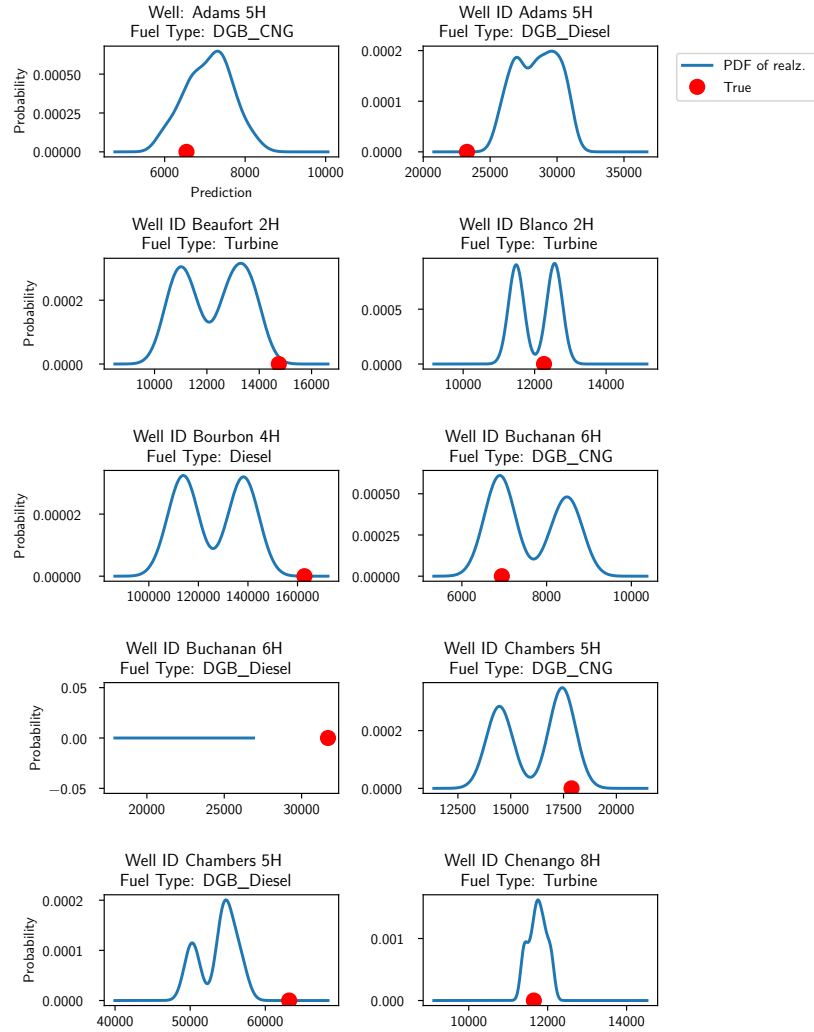 Well: Adams 5H
Fuel Type: DGB_CNG
Probability
0.00050
0.00025
0.00000
6000 8000 10000
Prediction
Well ID Adams 5H
Fuel Type: DGB_Diesel
0.0002
0.0001
0.0000
20000 25000 30000 35000
PDF of realz.
True
Well ID Beaufort 2H
Fuel Type: Turbine
Probability
0.0002
0.0000
10000 12000 14000 16000
Well ID Blanco 2H
Fuel Type: Turbine
0.0005
0.0000
10000 12000 14000
Well ID Bourbon 4H
Fuel Type: Diesel
Probability
0.00002
0.00000
100000 120000 140000 160000
Well ID Buchanan 6H
Fuel Type: DGB_CNG
0.00050
0.00025
0.00000
6000 8000 10000
Well ID Buchanan 6H
Fuel Type: DGB_Diesel
Probability
0.05
0.00
−0.05
20000 25000 30000
Well ID Chambers 5H
Fuel Type: DGB_CNG
0.0002
0.0000
12500 15000 17500 20000
Well ID Chambers 5H
Fuel Type: DGB_Diesel
Probability
0.0002
0.0001
0.0000
40000 50000 60000
Well ID Chenango 8H
Fuel Type: Turbine
0.001
0.000
10000 12000 14000